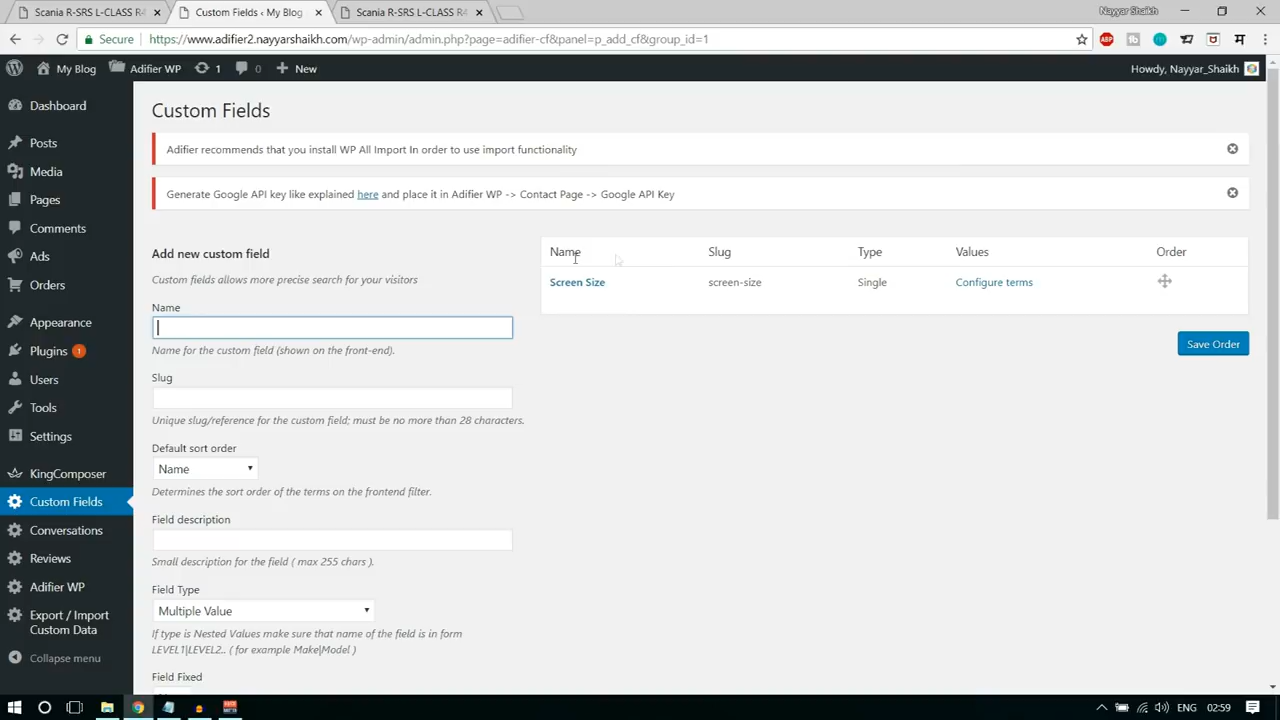 Scania R-SRS L-CLASS R4
Custom Fields ‹ My Blog
Scania R-SRS L-CLASS R4
Nayyar Shaikh
Secure
https://www.adifier2.nayyarshaikh.com/wp-admin/admin.php?page=adifier-cf&panel=p_add_cf&group_id=1
My Blog
Adifier WP
1
0
New
Howdy, Nayyar_Shaikh
Dashboard
Posts
Media
Pages
Comments
Ads
Orders
Appearance
Plugins 1
Users
Tools
Settings
KingComposer
Custom Fields
Conversations
Reviews
Adifier WP
Export / Import
Custom Data
Collapse menu
Custom Fields
Adifier recommends that you install WP All Import In order to use import functionality
Generate Google API key like explained here and place it in Adifier WP -> Contact Page -> Google API Key
Add new custom field
Custom fields allows more precise search for your visitors
Name
Name for the custom field (shown on the front-end).
Slug
Unique slug/reference for the custom field; must be no more than 28 characters.
Default sort order
Name
Determines the sort order of the terms on the frontend filter.
Field description
Small description for the field ( max 255 chars ).
Field Type
Multiple Value
If type is Nested Values make sure that name of the field is in form
LEVEL1|LEVEL2.. ( for example Make|Model )
Field Fixed
Name Slug Type Values Order
Screen Size screen-size Single Configure terms
Save Order
ENG 02:59